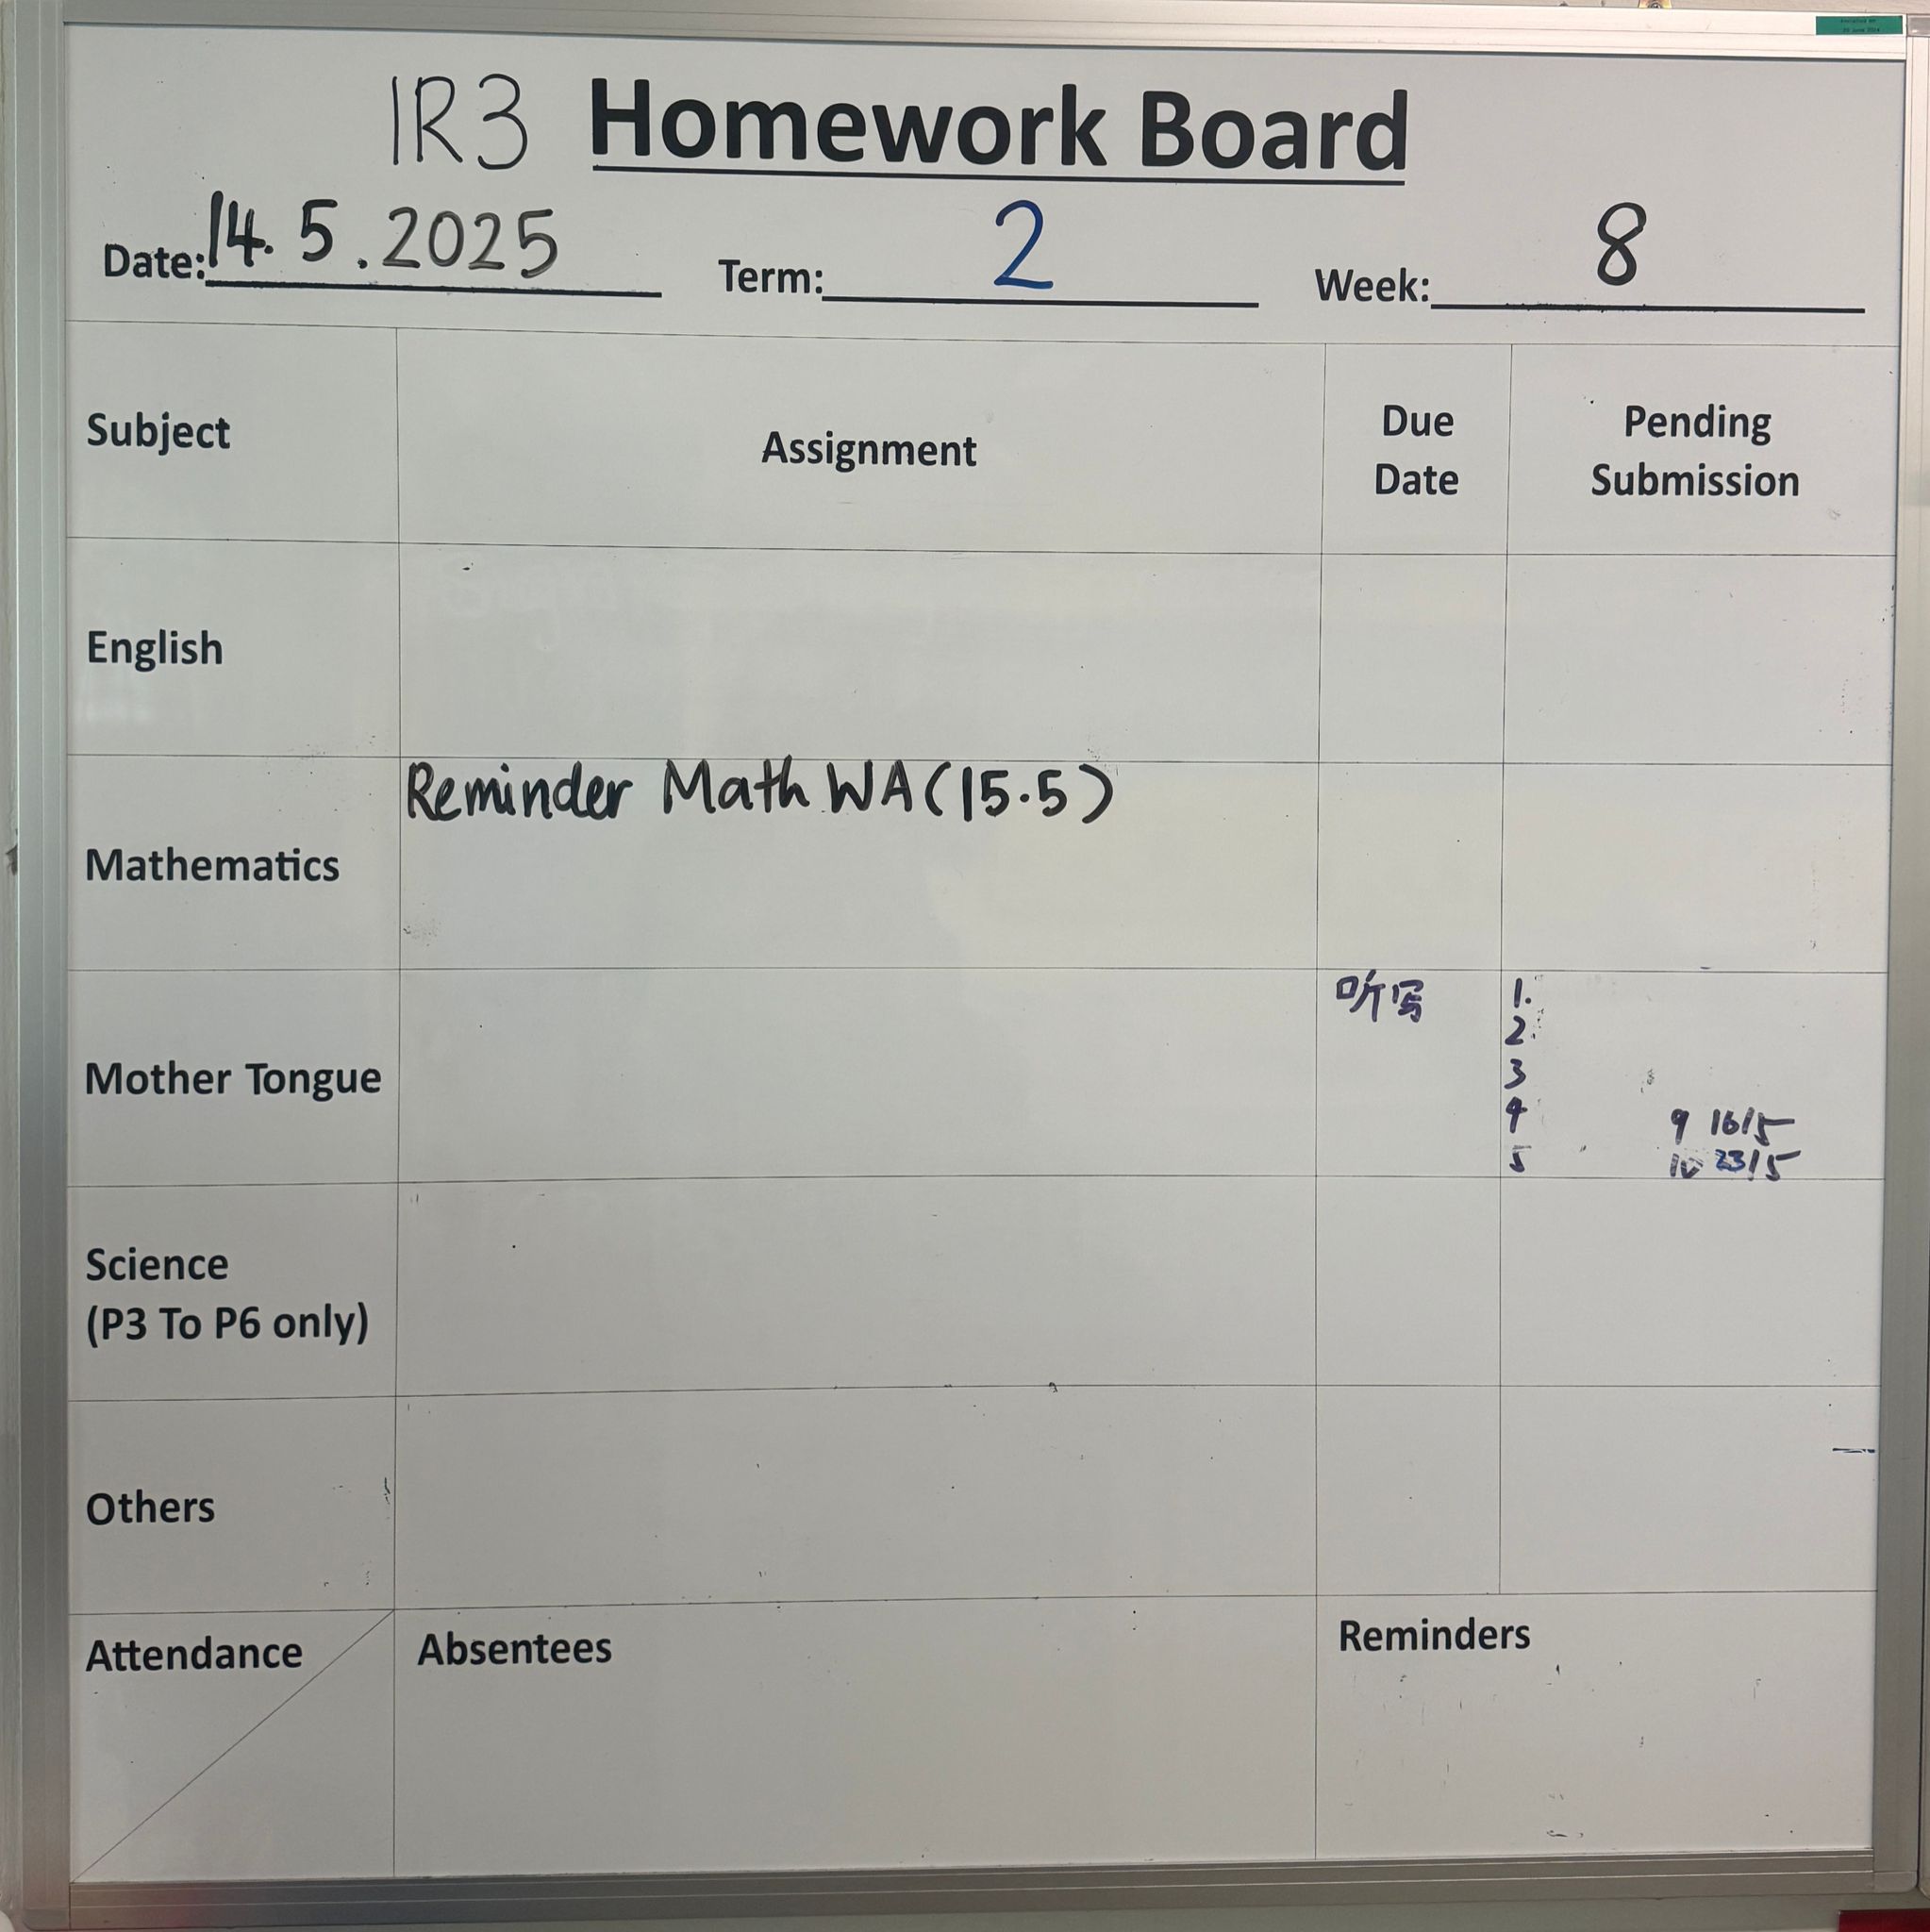 1R3 Homework Board
Date: 14.5.2025 Term: 2 Week: 8
Subject Assignment Due Date Pending Submission
English
Mathematics Reminder Math WA (15.5)
Mother Tongue 听写 1.
2.
3
4 9 16/5
5 10 23/5
Science
(P3 To P6 only)
Others
Attendance Absentees Reminders